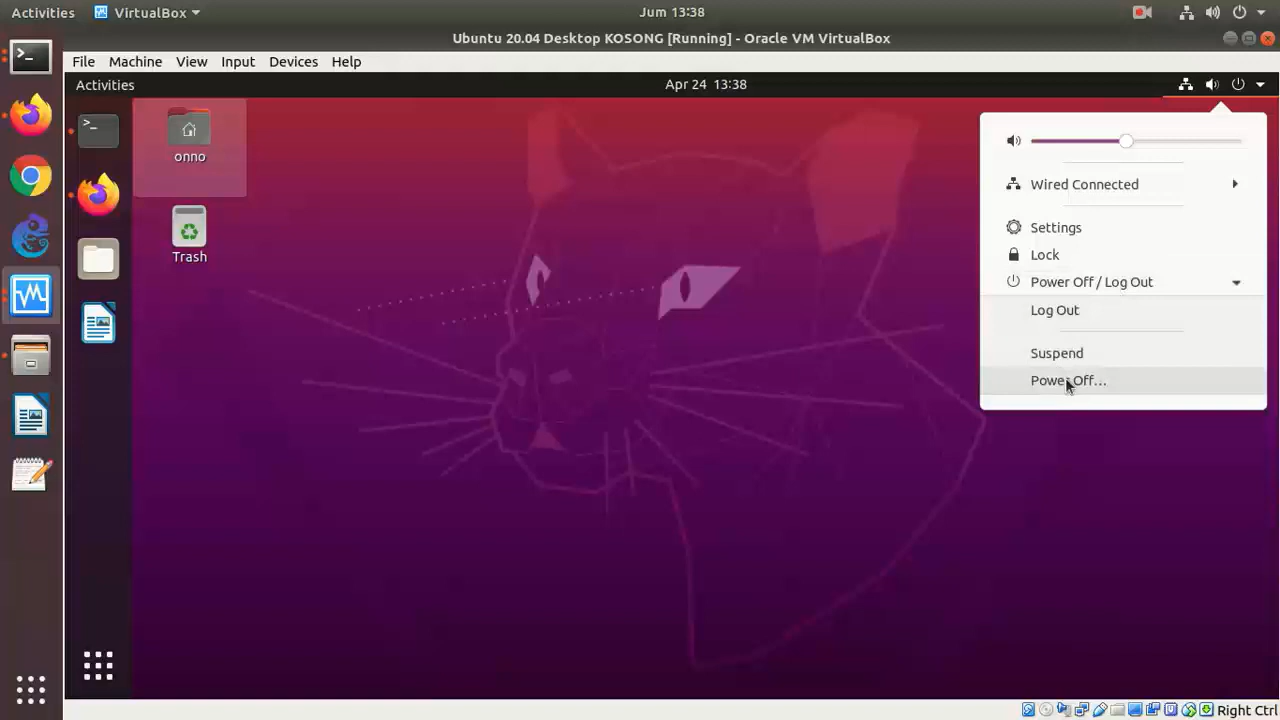 Activities VirtualBox Jum 13:38
Ubuntu 20.04 Desktop KOSONG [Running] - Oracle VM VirtualBox
File Machine View Input Devices Help
Activities Apr 24 13:38
onno
Trash
Wired Connected
Settings
Lock
Power Off / Log Out
Log Out
Suspend
Power Off...
Right Ctrl